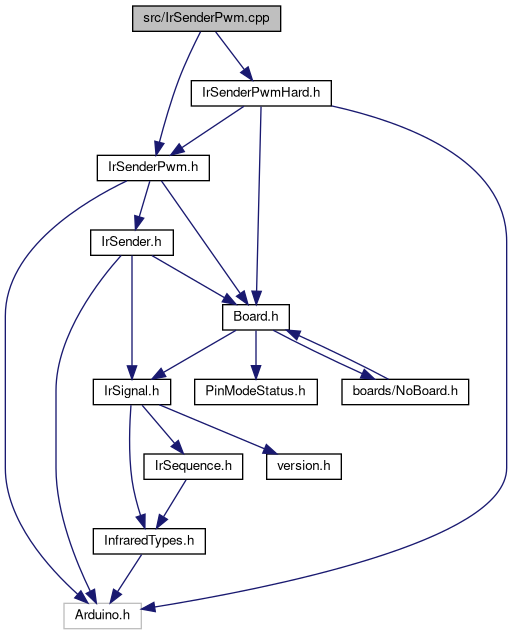 src/IrSenderPwm.cpp
IrSenderPwmHard.h
IrSenderPwm.h
IrSender.h
Board.h
IrSignal.h
PinModeStatus.h
boards/NoBoard.h
IrSequence.h
version.h
InfraredTypes.h
Arduino.h